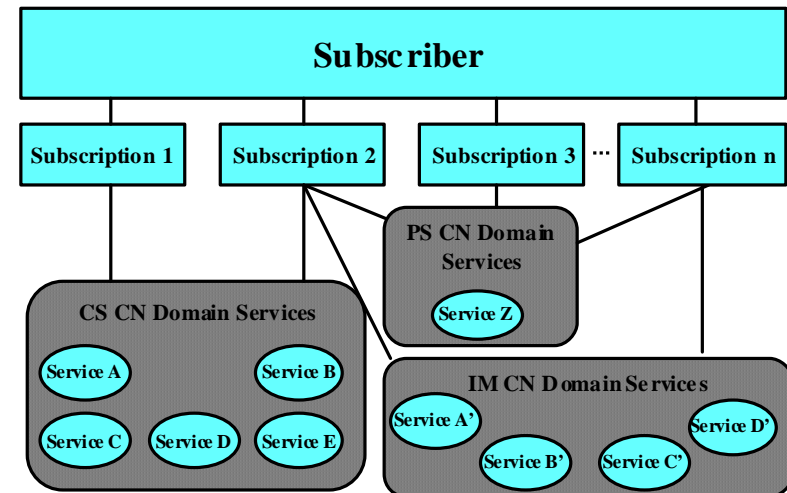 Subscriber
Subscription 1
Subscription 2
Subscription 3
...
Subscription n
PS CN Domain
Services
Service Z
CS CN Domain Services
Service A
Service B
Service C
Service D
Service E
IM CN Domain Services
Service A’
Service B’
Service C’
Service D’